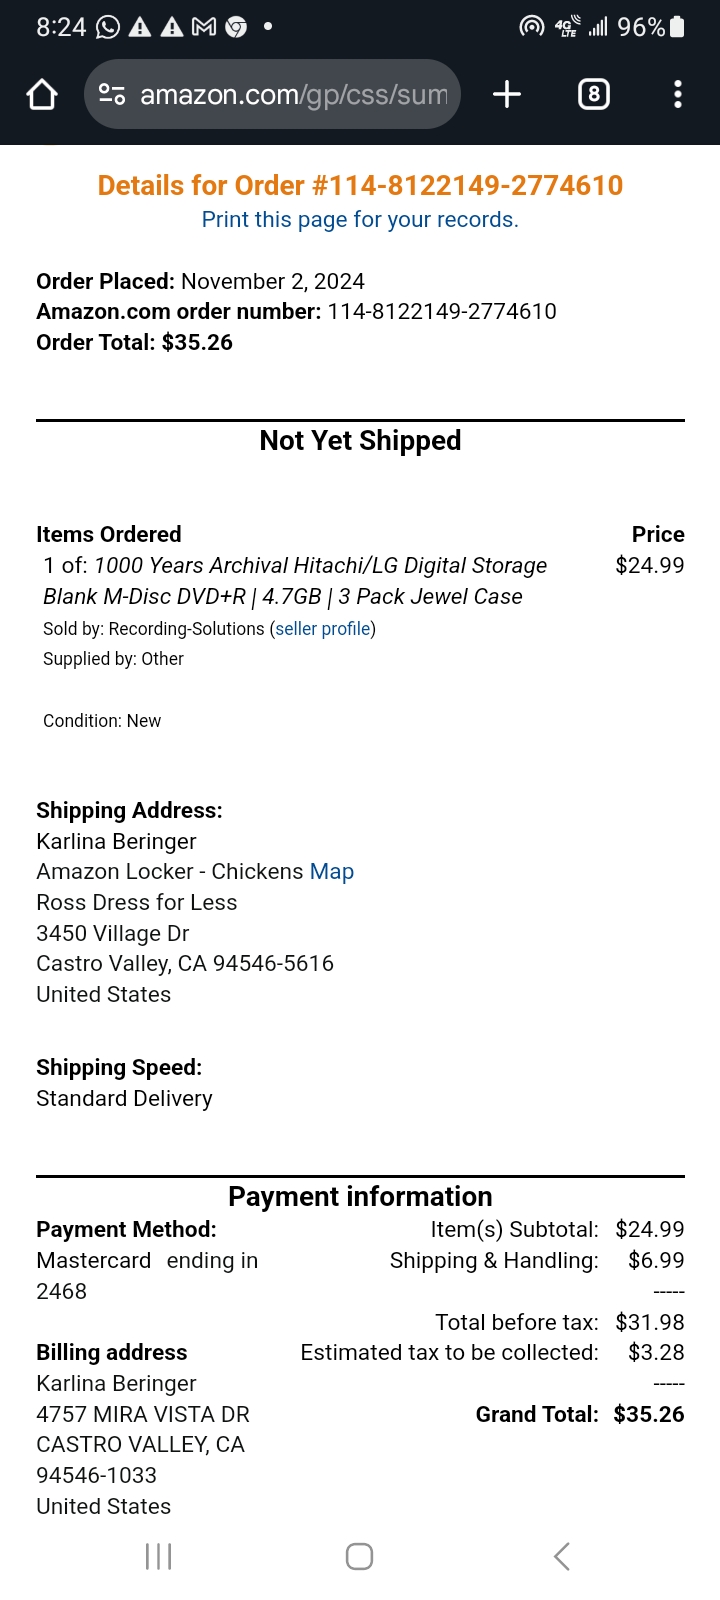 8:24 96%
4G LTE
amazon.com/gp/css/sum 8
Details for Order #114-8122149-2774610
Print this page for your records.
Order Placed: November 2, 2024
Amazon.com order number: 114-8122149-2774610
Order Total: $35.26
Not Yet Shipped
Items Ordered Price
1 of: 1000 Years Archival Hitachi/LG Digital Storage $24.99
Blank M-Disc DVD+R | 4.7GB | 3 Pack Jewel Case
Sold by: Recording-Solutions (seller profile)
Supplied by: Other
Condition: New
Shipping Address:
Karlina Beringer
Amazon Locker - Chickens Map
Ross Dress for Less
3450 Village Dr
Castro Valley, CA 94546-5616
United States
Shipping Speed:
Standard Delivery
Payment information
Payment Method: Item(s) Subtotal: $24.99
Mastercard ending in Shipping & Handling: $6.99
2468 -----
Total before tax: $31.98
Billing address Estimated tax to be collected: $3.28
Karlina Beringer -----
4757 MIRA VISTA DR Grand Total: $35.26
CASTRO VALLEY, CA
94546-1033
United States